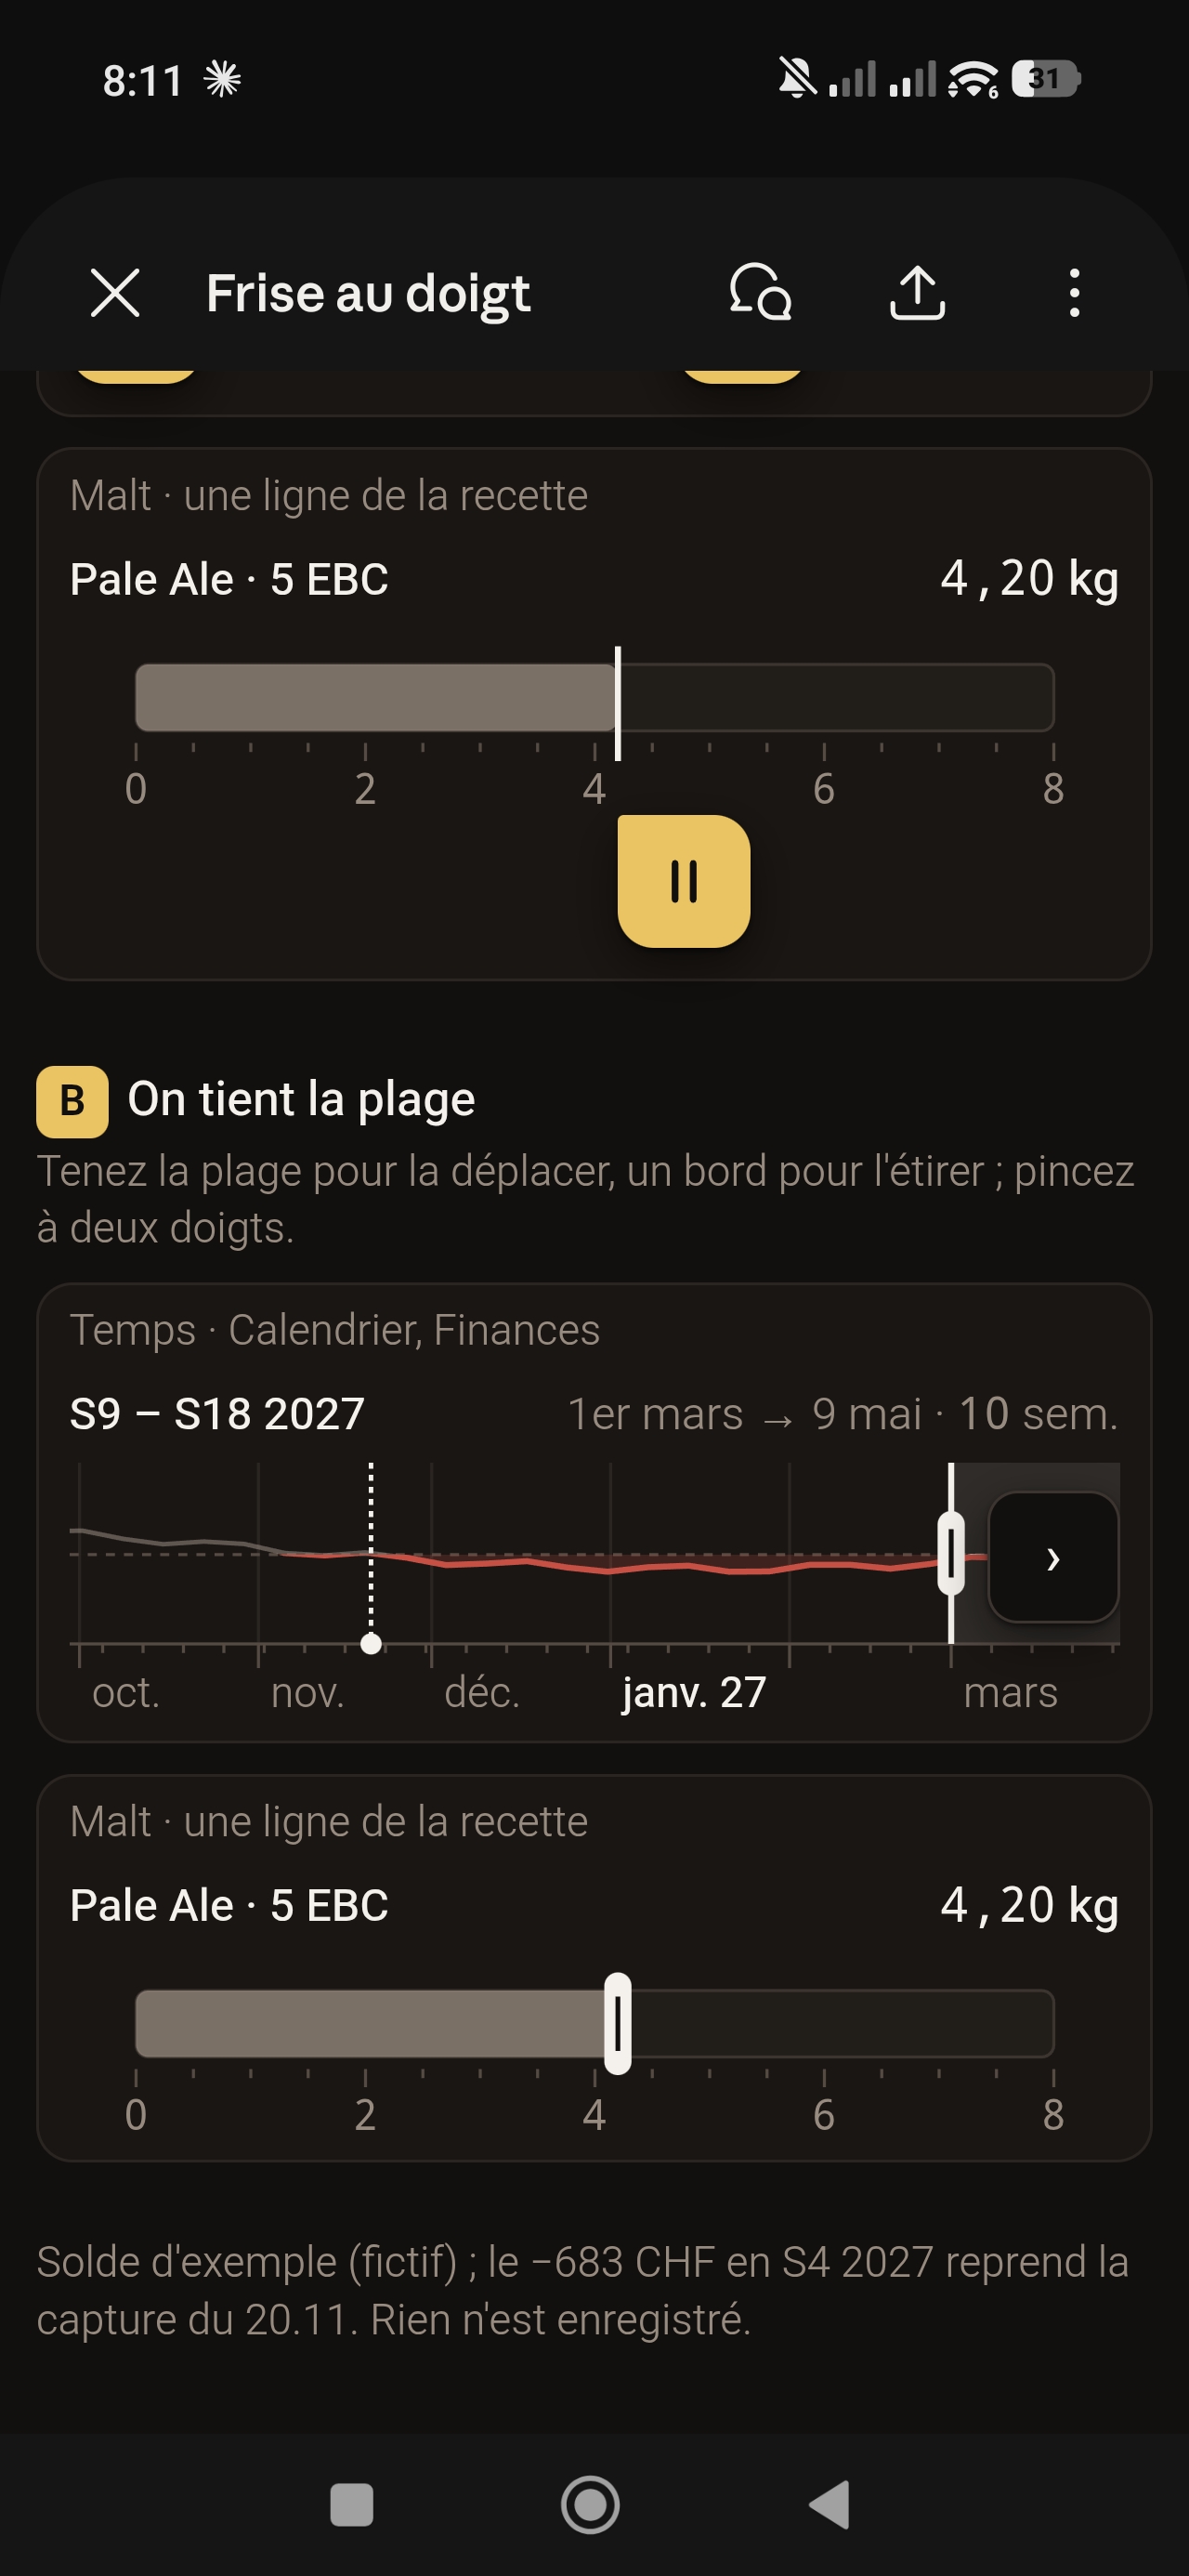 8:11
6
31
Frise au doigt
Malt · une ligne de la recette
Pale Ale · 5 EBC 4,20 kg
0 2 4 6 8
B On tient la plage
Tenez la plage pour la déplacer, un bord pour l'étirer ; pincez
à deux doigts.
Temps · Calendrier, Finances
S9 – S18 2027 1er mars → 9 mai · 10 sem.
›
oct. nov. déc. janv. 27 mars
Malt · une ligne de la recette
Pale Ale · 5 EBC 4,20 kg
0 2 4 6 8
Solde d'exemple (fictif) ; le −683 CHF en S4 2027 reprend la
capture du 20.11. Rien n'est enregistré.